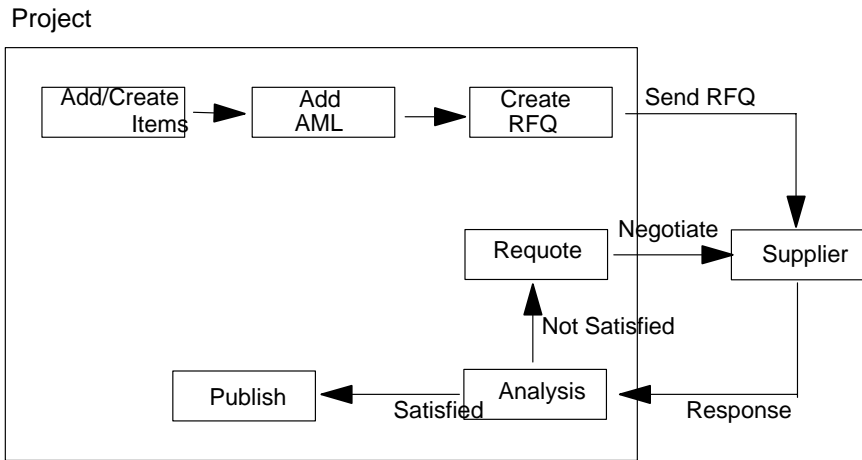 Project
Add/Create
Items
Add
AML
Create
RFQ
Send RFQ
Requote
Negotiate
Supplier
Not Satisfied
Publish
Satisfied
Analysis
Response